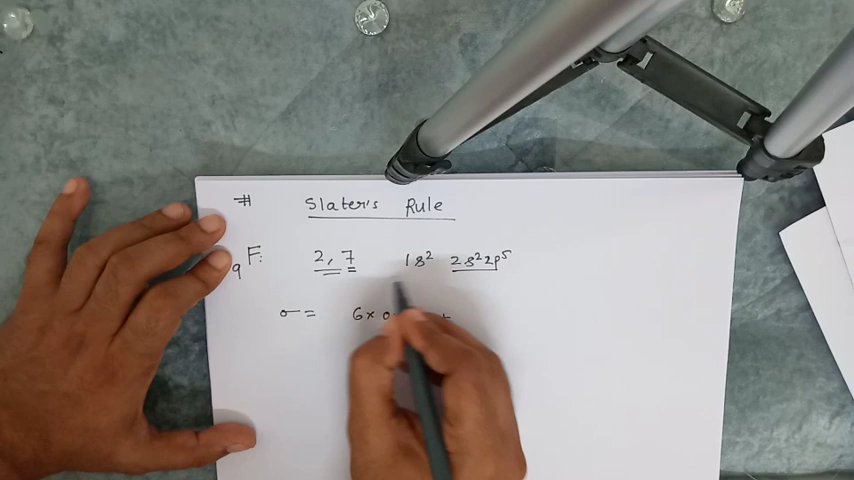 # Slater's Rule
₉F: 2, 7 1s² 2s²2p⁵
σ = 6 × 0 +